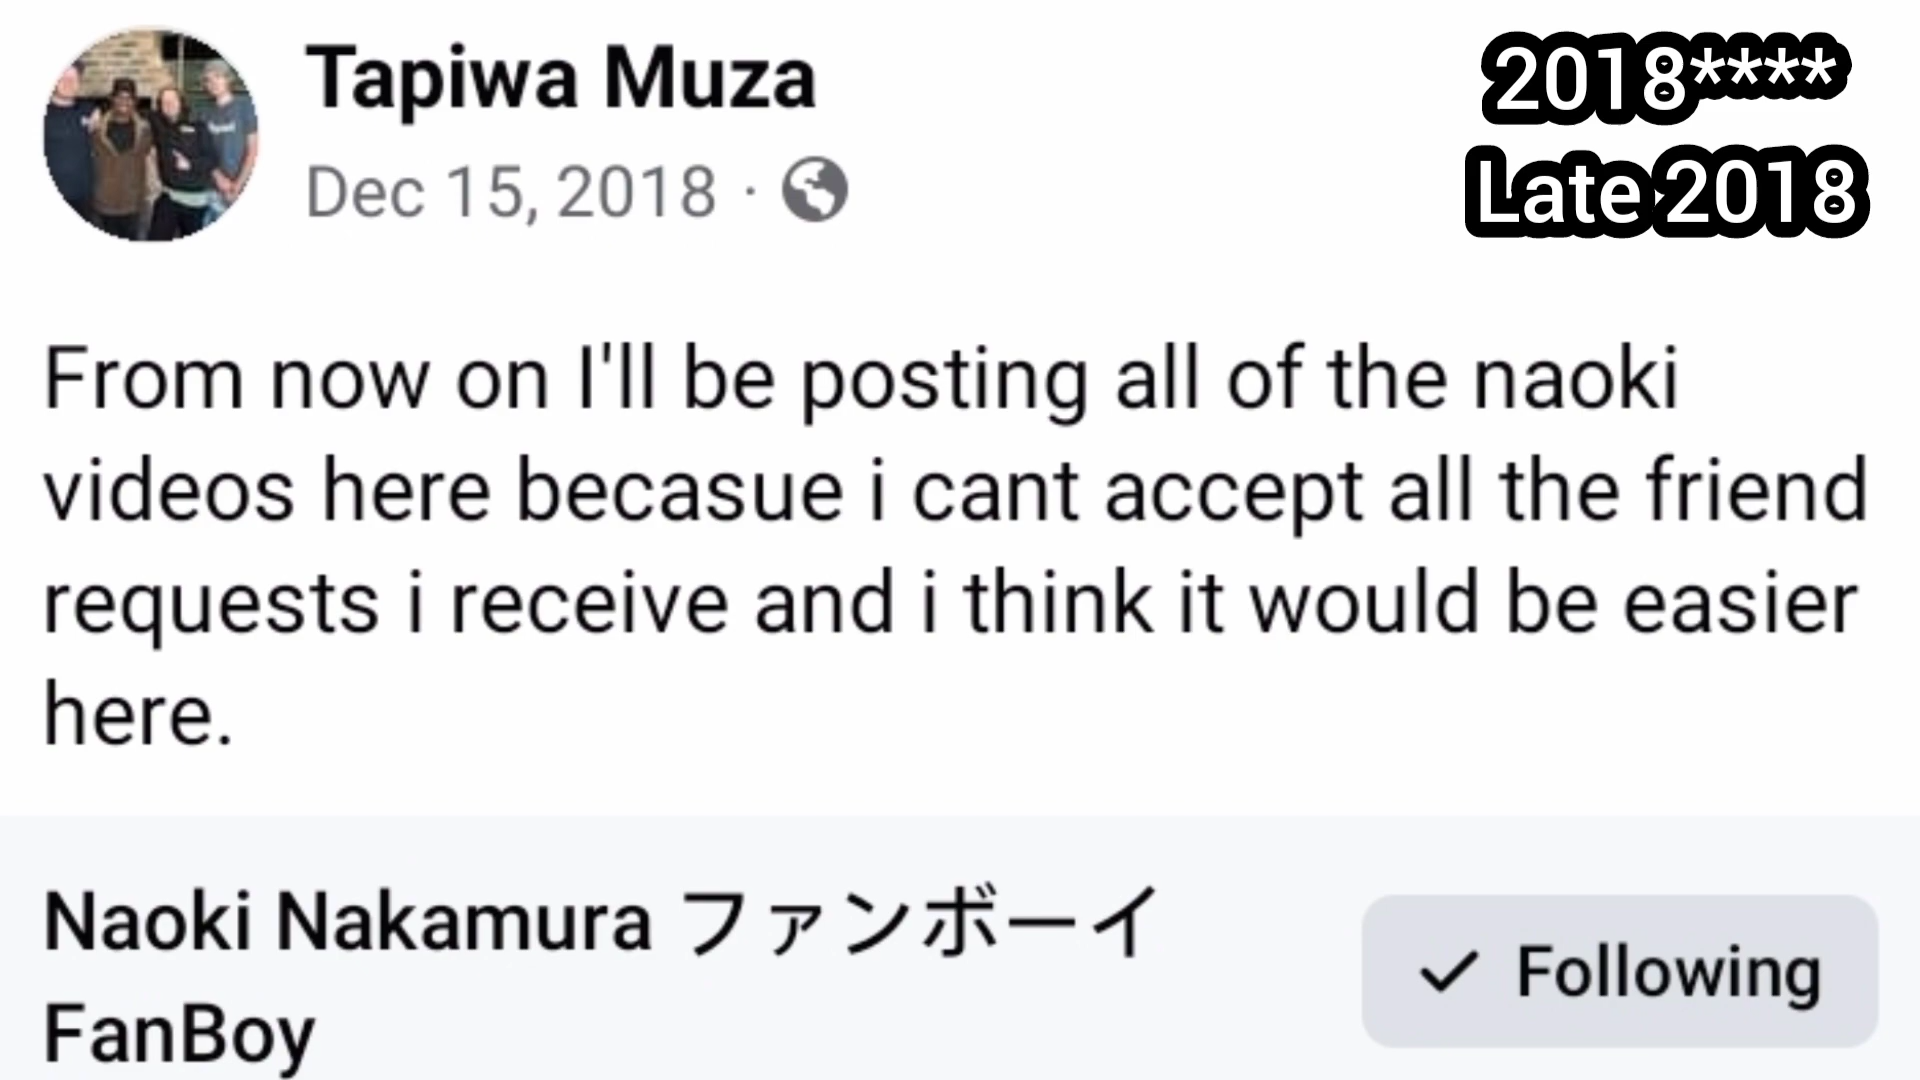 Tapiwa Muza
Dec 15, 2018 ·
2018****
Late 2018
From now on I'll be posting all of the naoki
videos here becasue i cant accept all the friend
requests i receive and i think it would be easier
here.
Naoki Nakamura ファンボーイ
FanBoy
Following